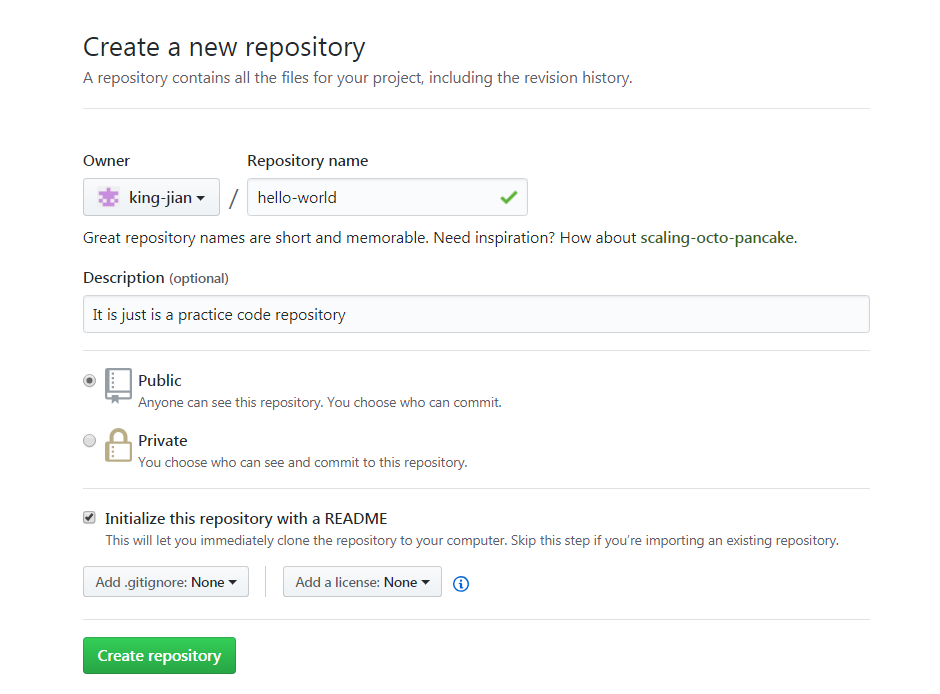 Create a new repository
A repository contains all the files for your project, including the revision history.
Owner Repository name
king-jian / hello-world
Great repository names are short and memorable. Need inspiration? How about scaling-octo-pancake.
Description (optional)
It is just is a practice code repository
Public
Anyone can see this repository. You choose who can commit.
Private
You choose who can see and commit to this repository.
Initialize this repository with a README
This will let you immediately clone the repository to your computer. Skip this step if you’re importing an existing repository.
Add .gitignore: None Add a license: None
Create repository